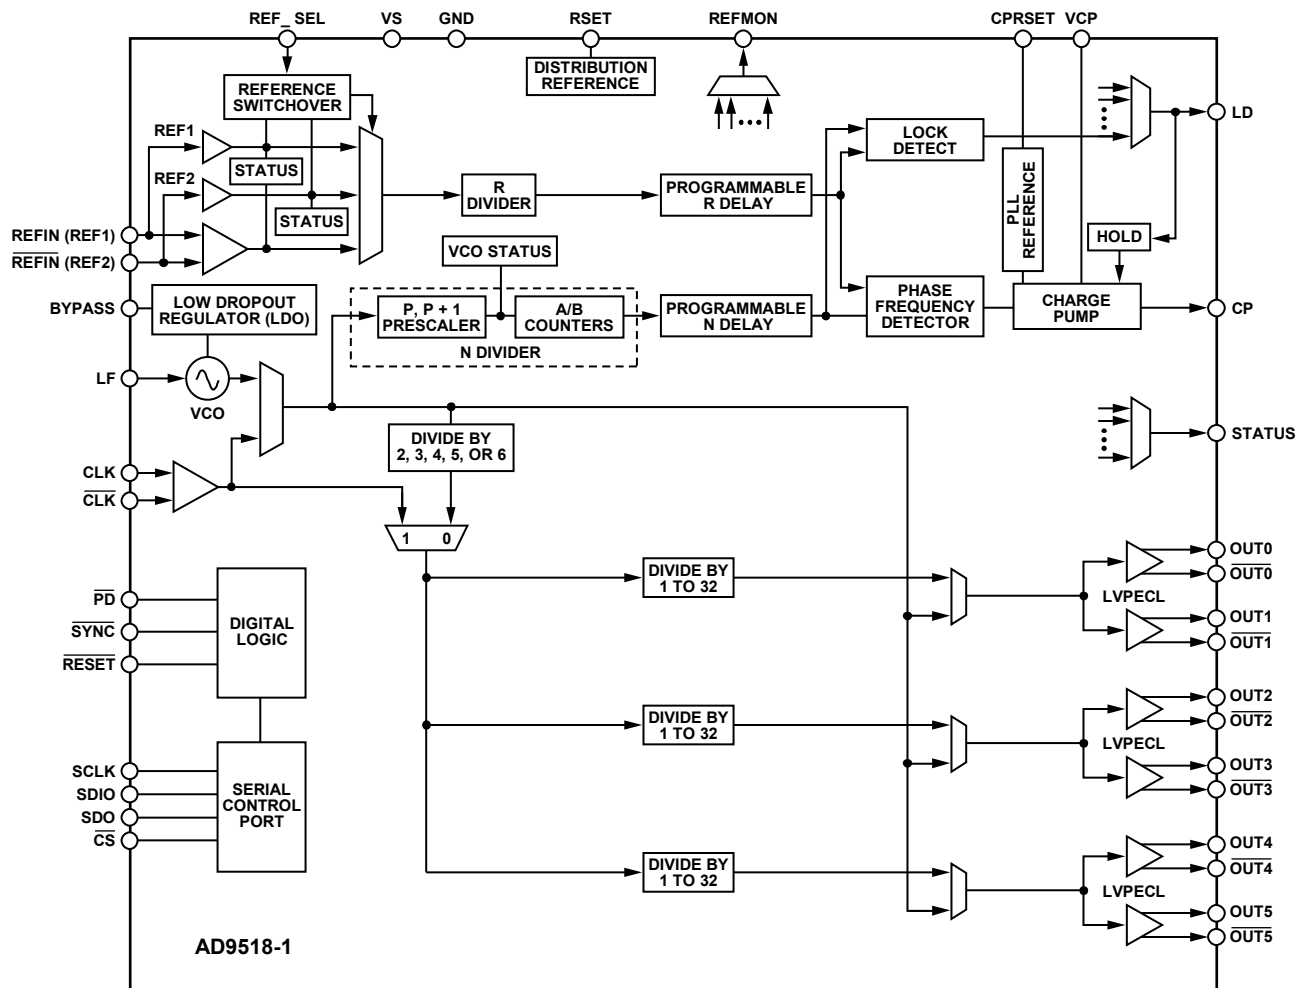 REF_ SEL
VS
GND
RSET
REFMON
CPRSET
VCP
DISTRIBUTION
REFERENCE
REFERENCE
SWITCHOVER
REF1
STATUS
REF2
STATUS
REFIN (REF1)
REFIN (REF2)
R
DIVIDER
PROGRAMMABLE
R DELAY
LOCK
DETECT
PLL
REFERENCE
HOLD
LD
VCO STATUS
BYPASS
LOW DROPOUT
REGULATOR (LDO)
P, P + 1
PRESCALER
A/B
COUNTERS
N DIVIDER
PROGRAMMABLE
N DELAY
PHASE
FREQUENCY
DETECTOR
CHARGE
PUMP
CP
LF
VCO
STATUS
DIVIDE BY
2, 3, 4, 5, OR 6
CLK
CLK
1 0
DIVIDE BY
1 TO 32
LVPECL
OUT0
OUT0
OUT1
OUT1
PD
SYNC
RESET
DIGITAL
LOGIC
DIVIDE BY
1 TO 32
LVPECL
OUT2
OUT2
OUT3
OUT3
SCLK
SDIO
SDO
CS
SERIAL
CONTROL
PORT
DIVIDE BY
1 TO 32
LVPECL
OUT4
OUT4
OUT5
OUT5
AD9518-1